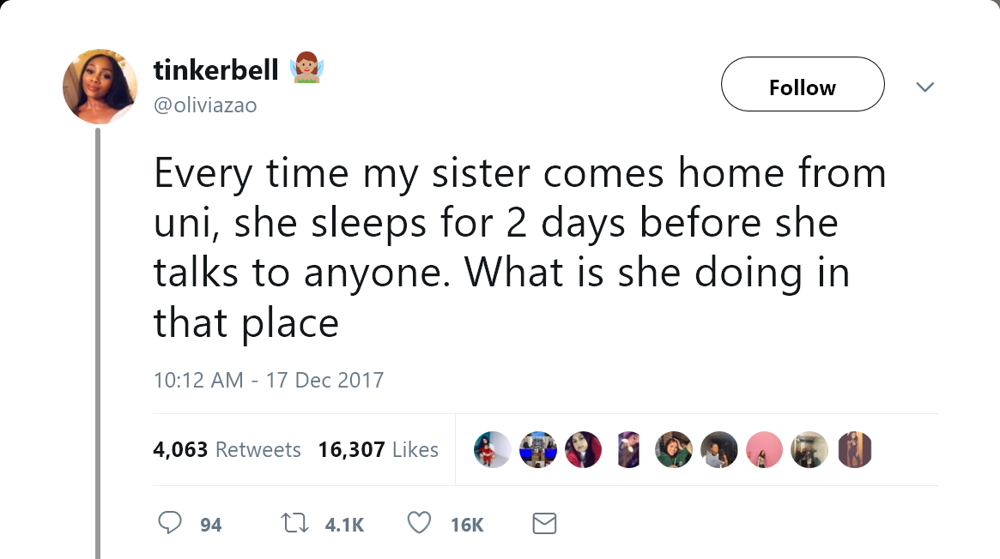 tinkerbell 🧚🏽
@oliviazao
Follow
Every time my sister comes home from
uni, she sleeps for 2 days before she
talks to anyone. What is she doing in
that place
10:12 AM - 17 Dec 2017
4,063 Retweets 16,307 Likes
94 4.1K 16K